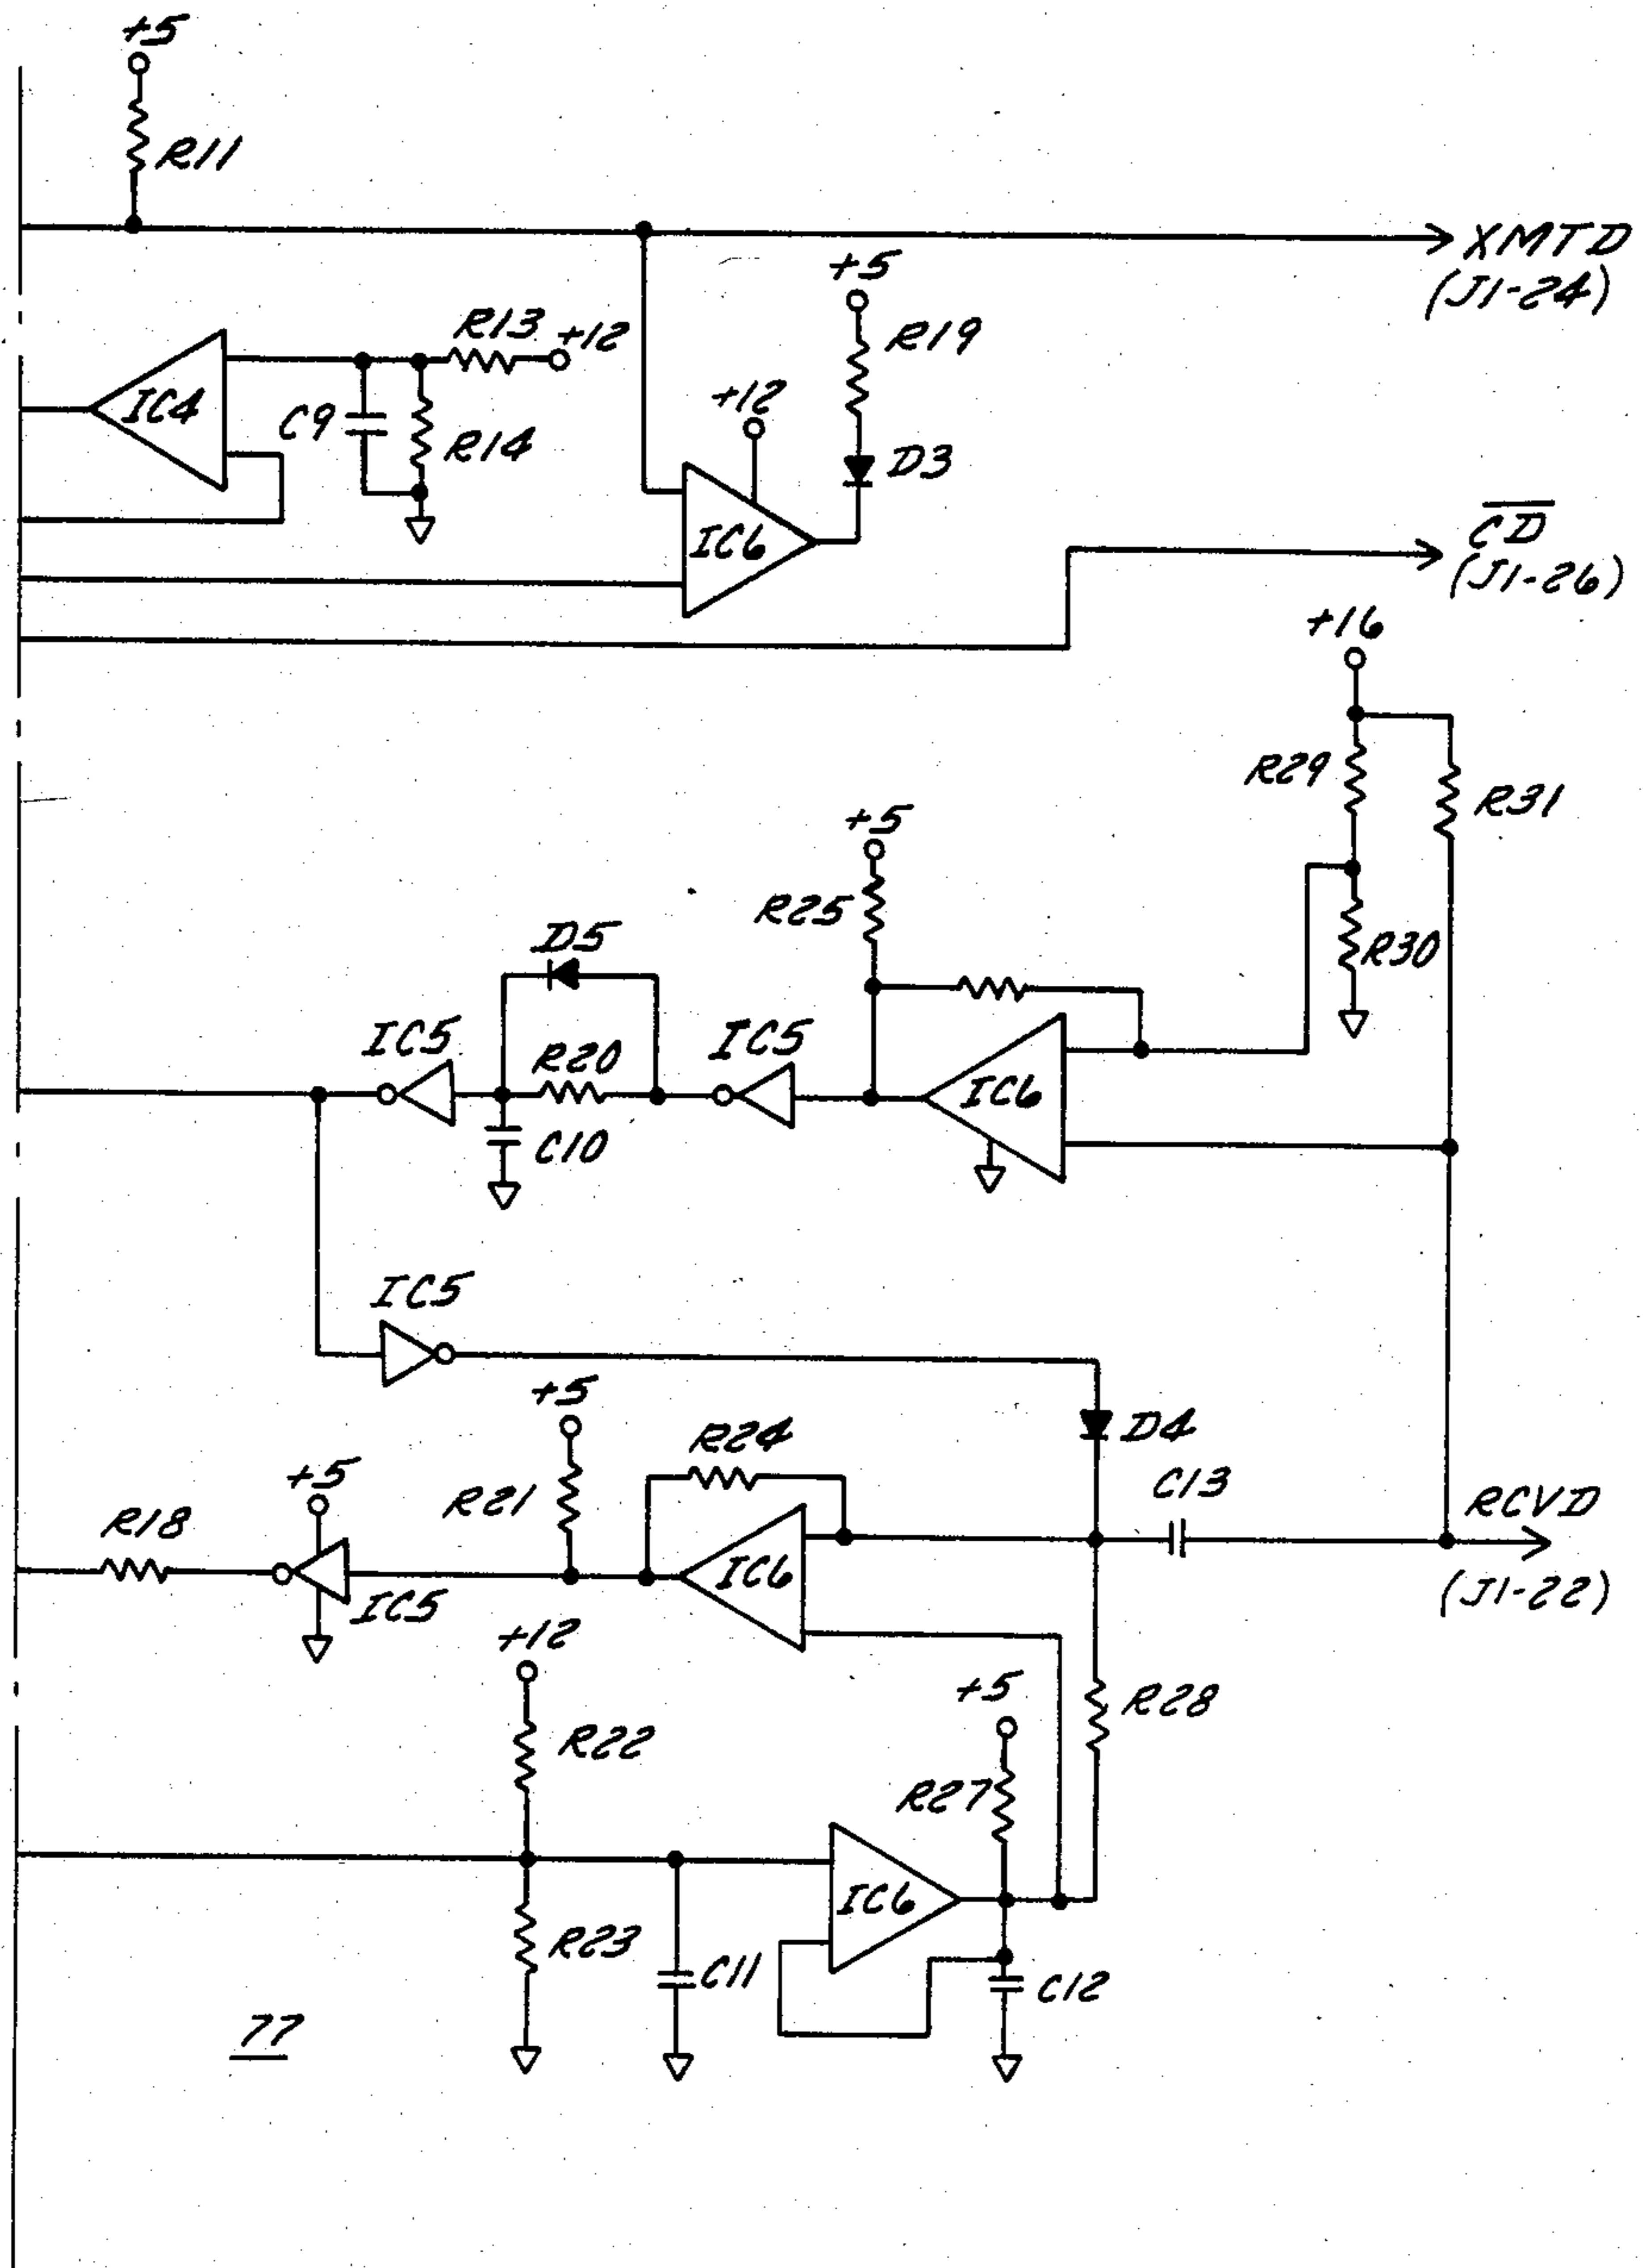 +5
R11
XMTD
(J1-24)
+5
R13
+12
R19
IC4
C9
R14
+12
D3
IC6
CD
(J1-26)
+16
R29
R31
+5
R25
R30
D5
IC5
R20
IC5
IC6
C10
IC5
+5
R24
D4
C13
+5
R21
R18
RCVD
IC6
(J1-22)
IC5
+12
+5
R28
R22
R27
IC6
R23
C11
C12
77